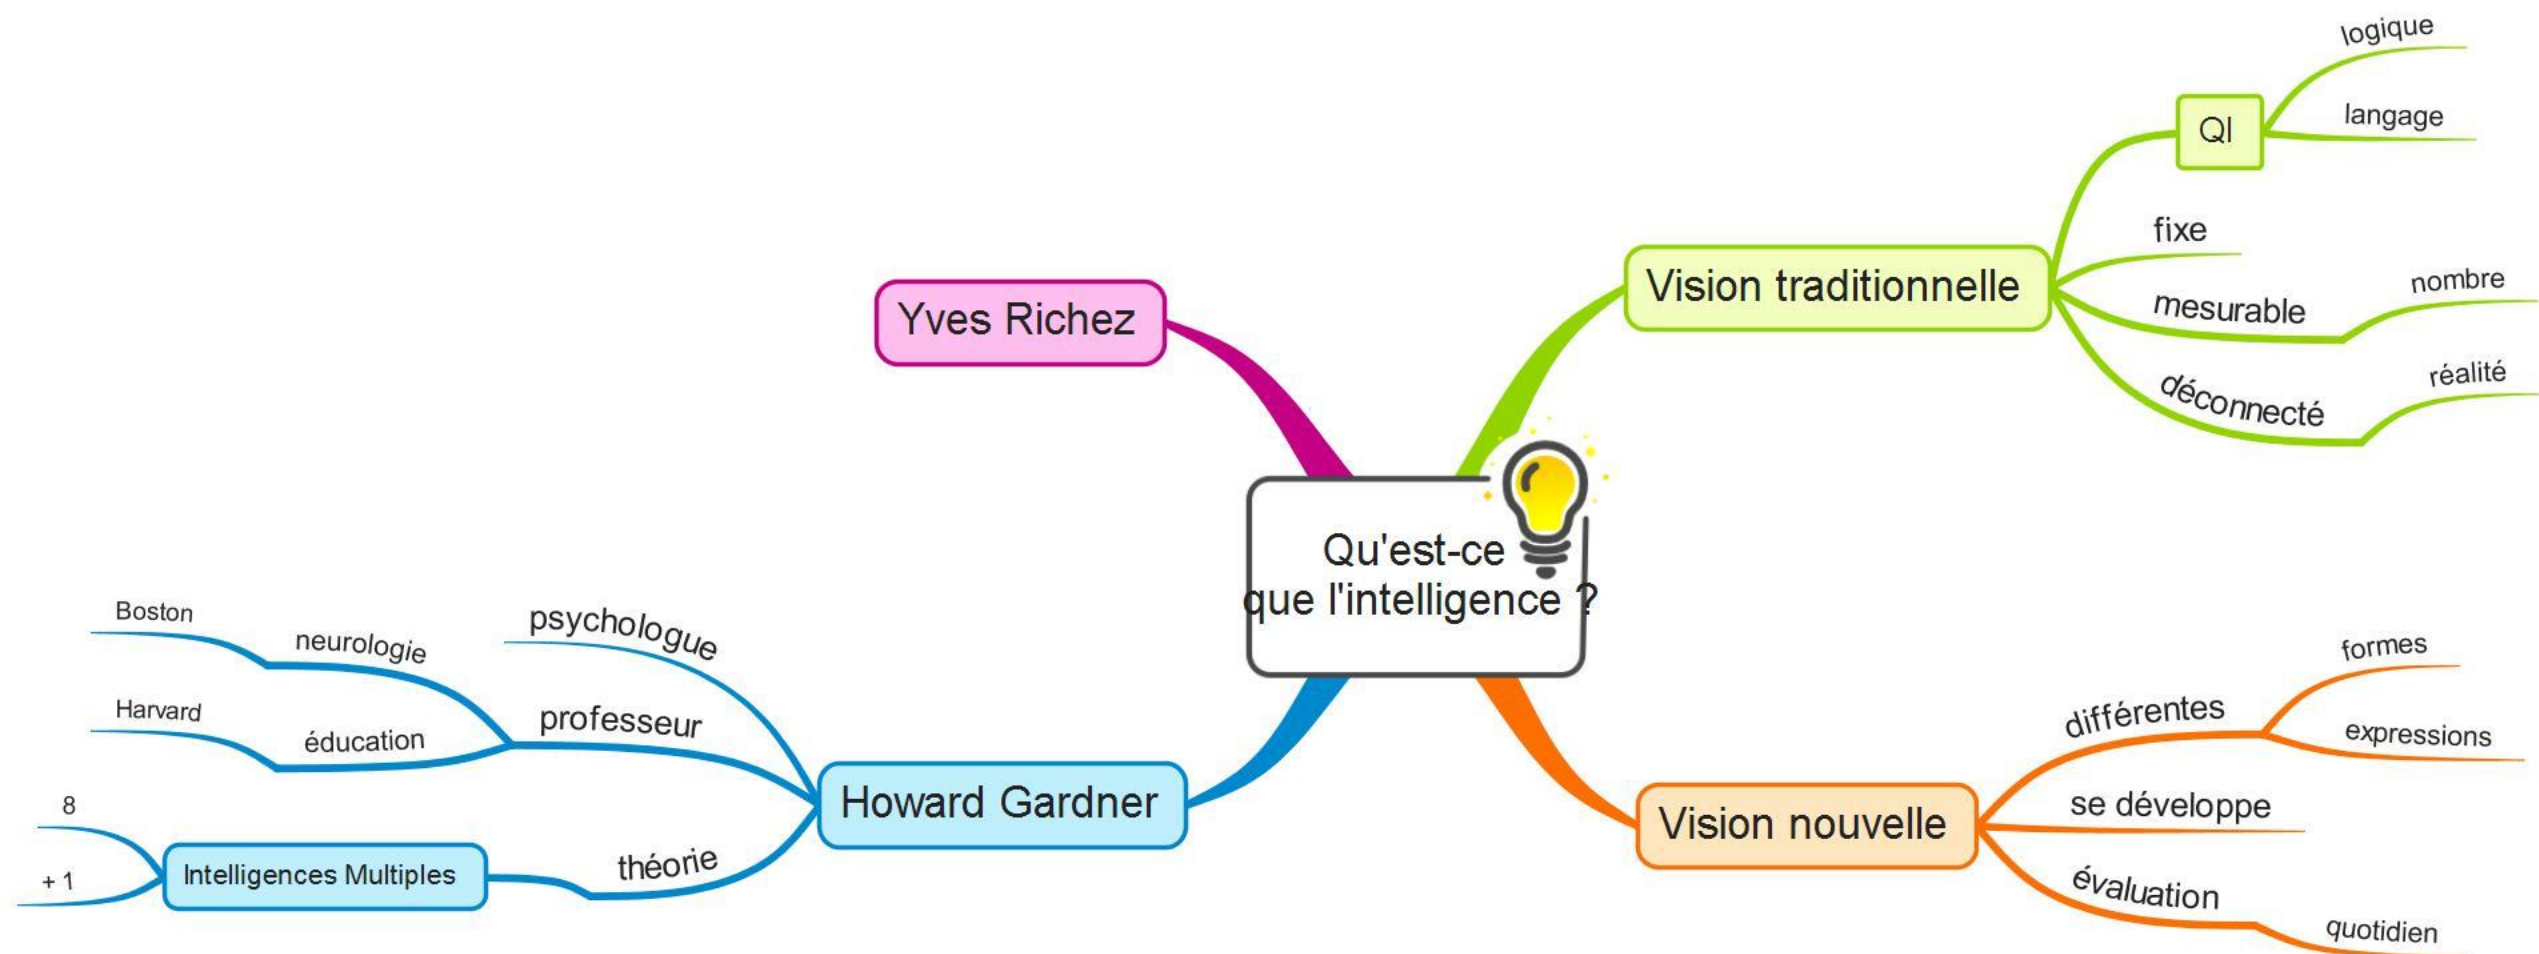 Qu'est-ce
que l'intelligence ?
Vision traditionnelle
QI
logique
langage
fixe
mesurable
nombre
déconnecté
réalité
Vision nouvelle
différentes
formes
expressions
se développe
évaluation
quotidien
Howard Gardner
psychologue
professeur
neurologie
Boston
éducation
Harvard
théorie
Intelligences Multiples
8
+ 1
Yves Richez